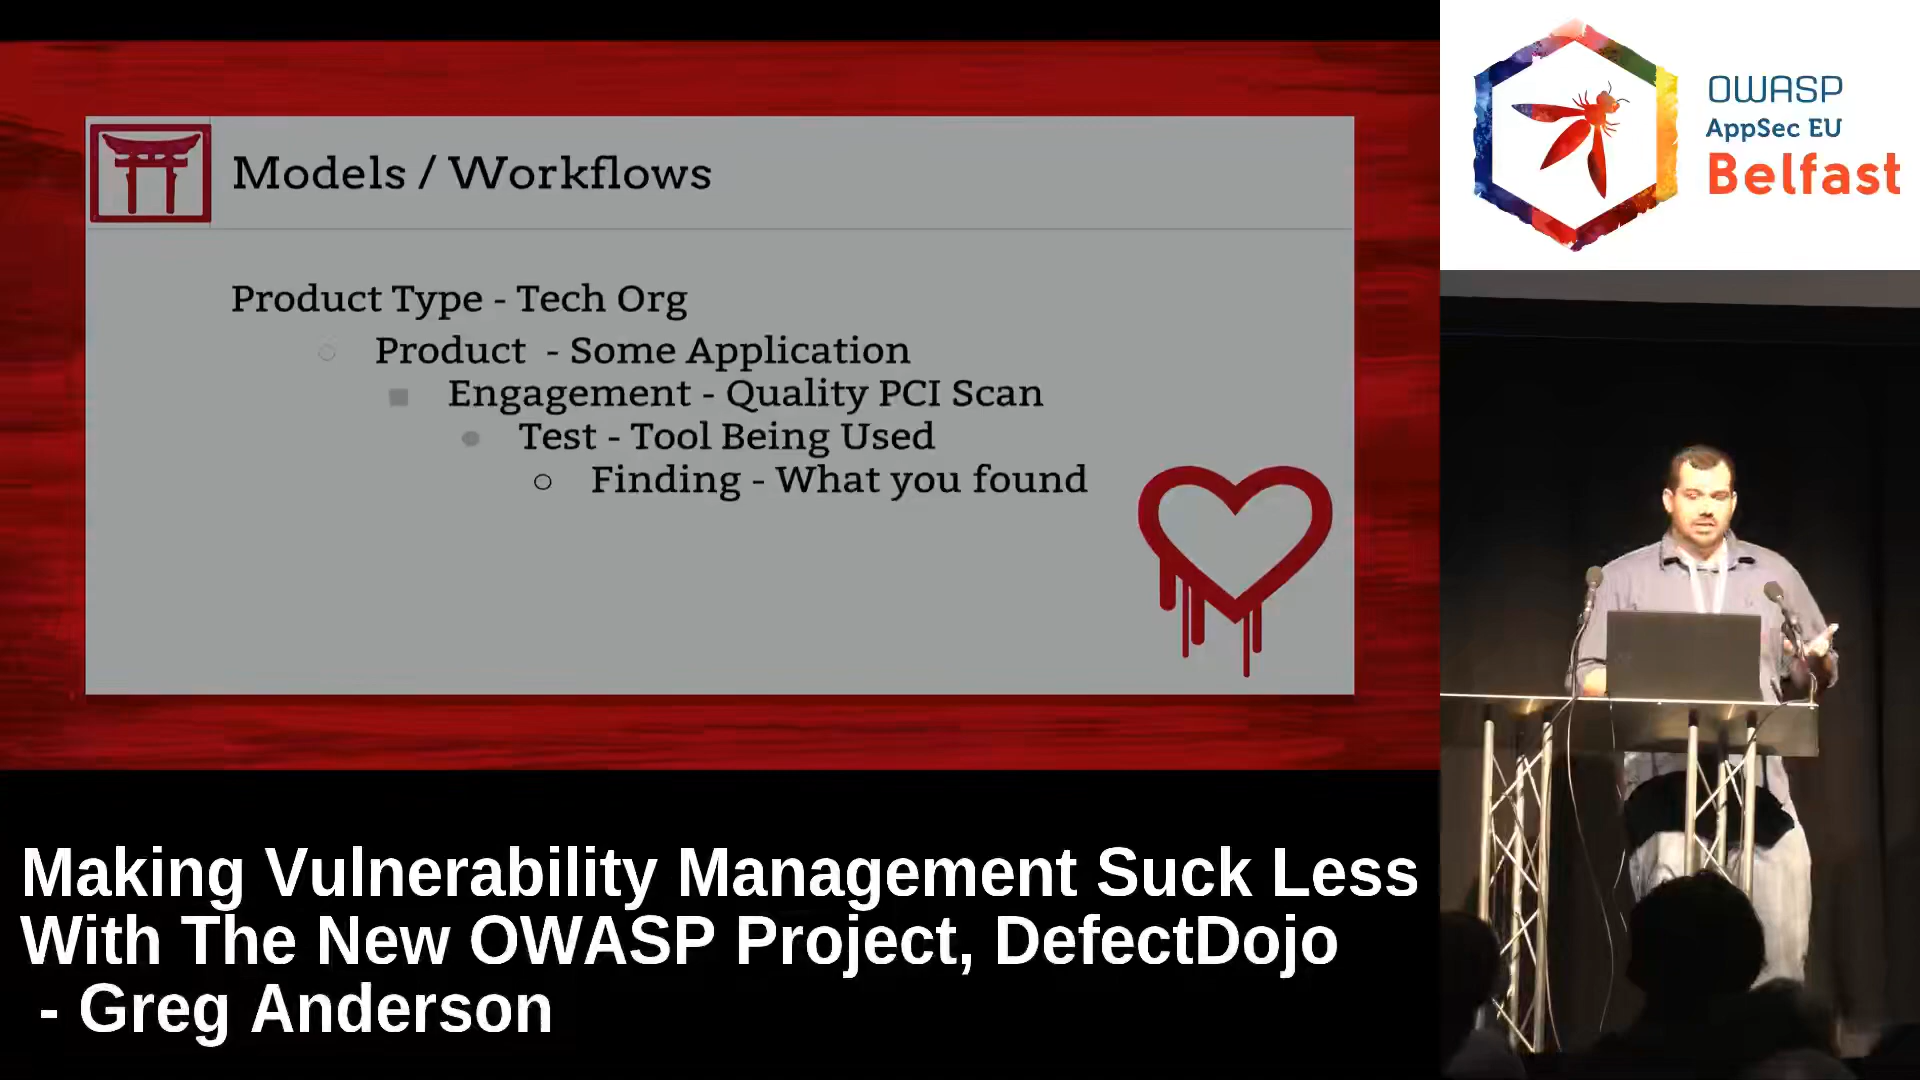 Models / Workflows
Product Type - Tech Org
Product - Some Application
Engagement - Quality PCI Scan
Test - Tool Being Used
Finding - What you found
OWASP
AppSec EU
Belfast
Making Vulnerability Management Suck Less
With The New OWASP Project, DefectDojo
- Greg Anderson